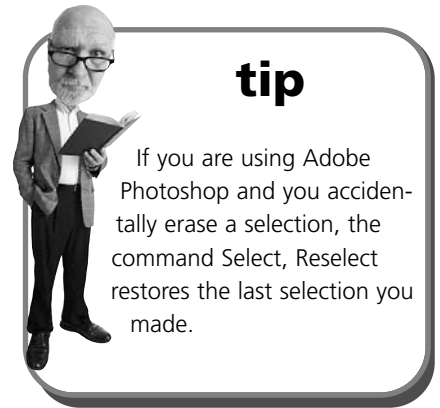 tip
If you are using Adobe
Photoshop and you acciden-
tally erase a selection, the
command Select, Reselect
restores the last selection you
made.